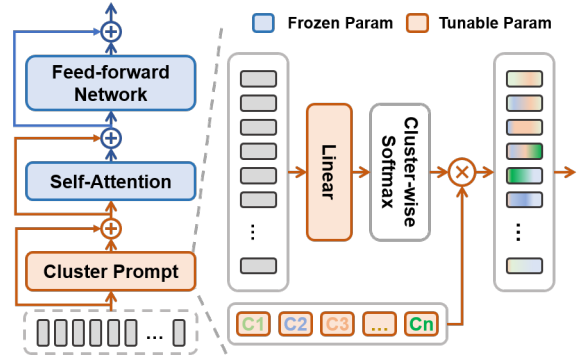 Frozen Param
Tunable Param
Feed-forward
Network
Self-Attention
Cluster Prompt
...
...
Linear
Cluster-wise
Softmax
...
C1
C2
C3
...
Cn